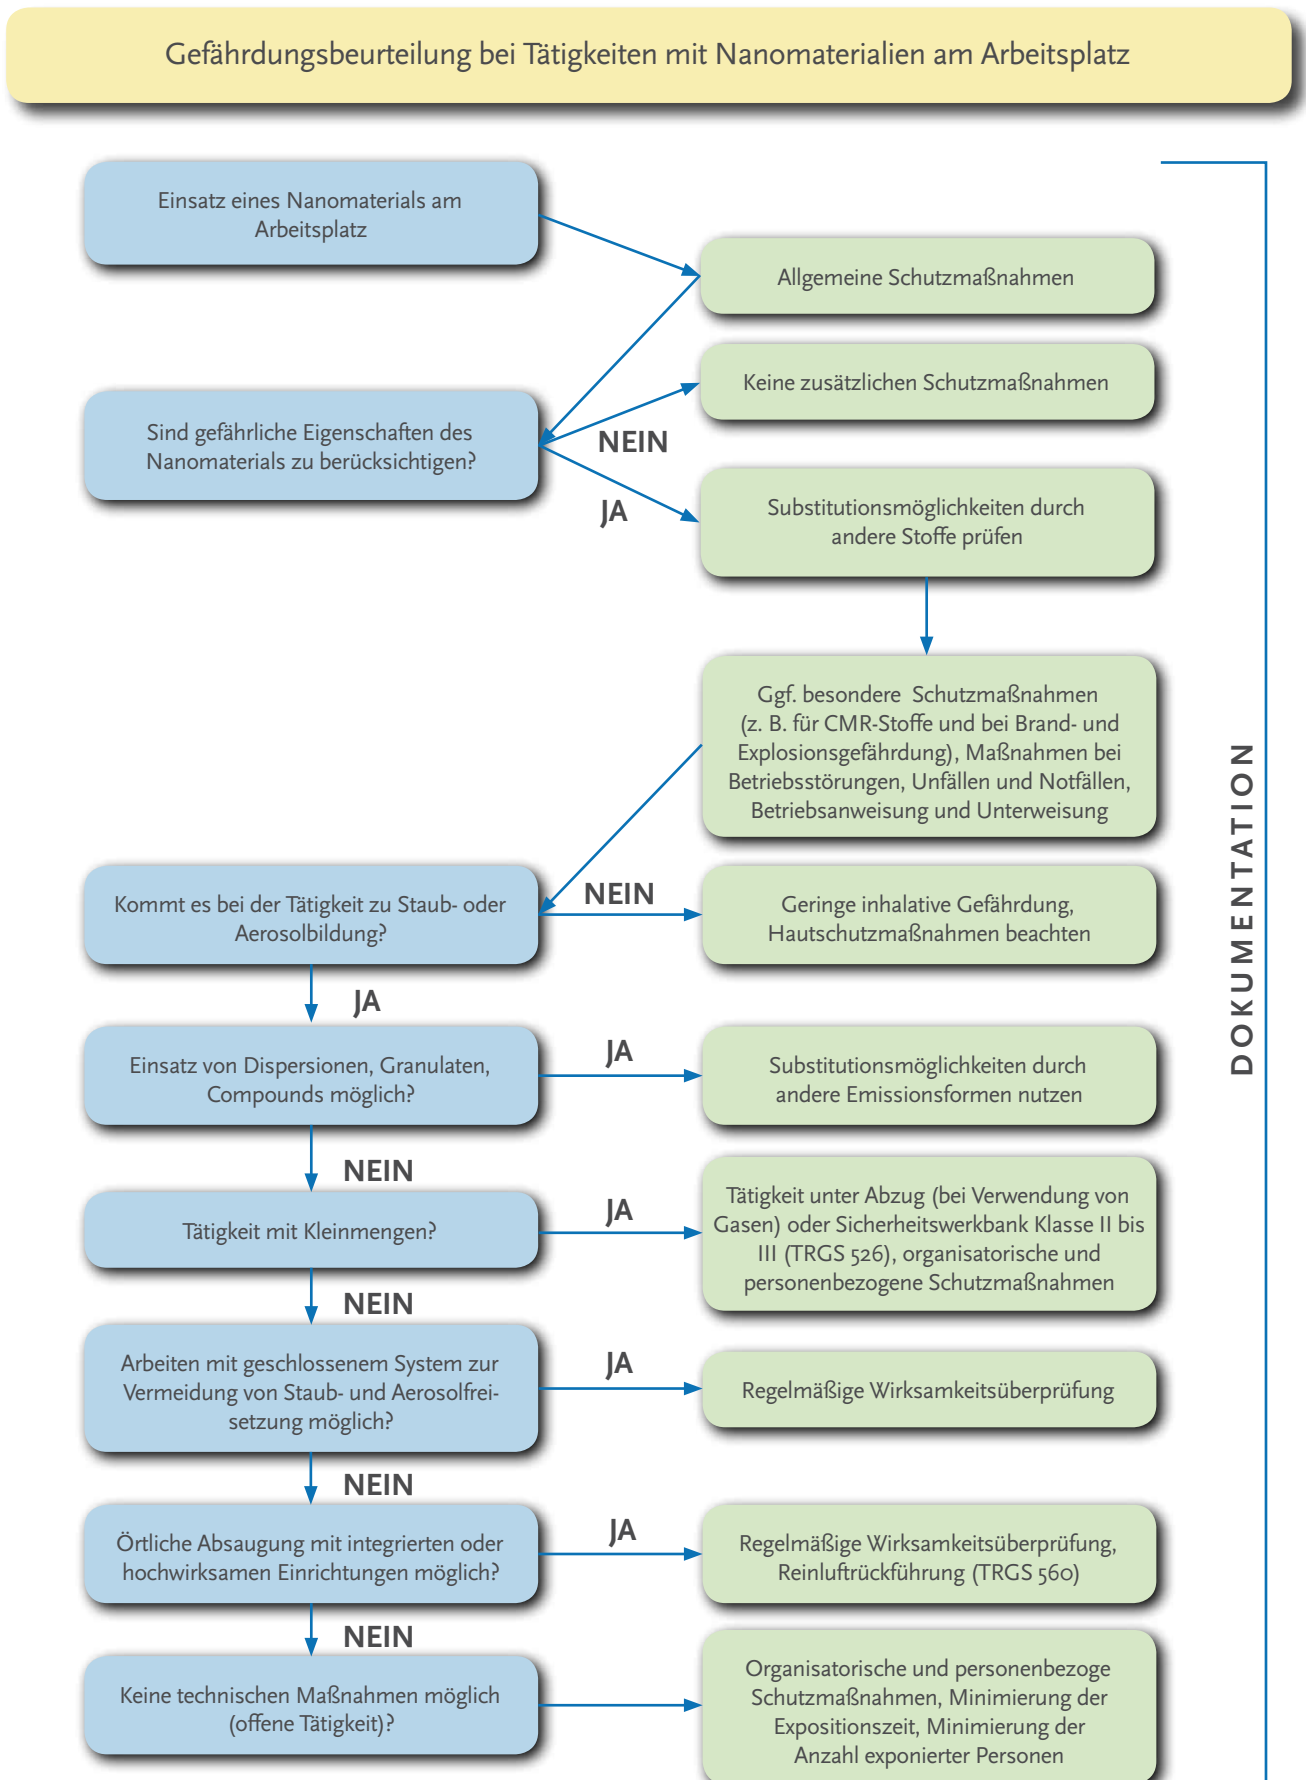 Gefährdungsbeurteilung bei Tätigkeiten mit Nanomaterialien am Arbeitsplatz
Einsatz eines Nanomaterials am
Arbeitsplatz
Allgemeine Schutzmaßnahmen
Keine zusätzlichen Schutzmaßnahmen
Sind gefährliche Eigenschaften des
Nanomaterials zu berücksichtigen?
NEIN
JA
Substitutionsmöglichkeiten durch
andere Stoffe prüfen
Ggf. besondere Schutzmaßnahmen
(z. B. für CMR-Stoffe und bei Brand- und
Explosionsgefährdung), Maßnahmen bei
Betriebsstörungen, Unfällen und Notfällen,
Betriebsanweisung und Unterweisung
DOKUMENTATION
Kommt es bei der Tätigkeit zu Staub- oder
Aerosolbildung?
NEIN
Geringe inhalative Gefährdung,
Hautschutzmaßnahmen beachten
JA
Einsatz von Dispersionen, Granulaten,
Compounds möglich?
JA
Substitutionsmöglichkeiten durch
andere Emissionsformen nutzen
NEIN
Tätigkeit mit Kleinmengen?
JA
Tätigkeit unter Abzug (bei Verwendung von
Gasen) oder Sicherheitswerkbank Klasse II bis
III (TRGS 526), organisatorische und
personenbezogene Schutzmaßnahmen
NEIN
Arbeiten mit geschlossenem System zur
Vermeidung von Staub- und Aerosolfrei-
setzung möglich?
JA
Regelmäßige Wirksamkeitsüberprüfung
NEIN
Örtliche Absaugung mit integrierten oder
hochwirksamen Einrichtungen möglich?
JA
Regelmäßige Wirksamkeitsüberprüfung,
Reinluftrückführung (TRGS 560)
NEIN
Keine technischen Maßnahmen möglich
(offene Tätigkeit)?
Organisatorische und personenbezoge
Schutzmaßnahmen, Minimierung der
Expositionszeit, Minimierung der
Anzahl exponierter Personen